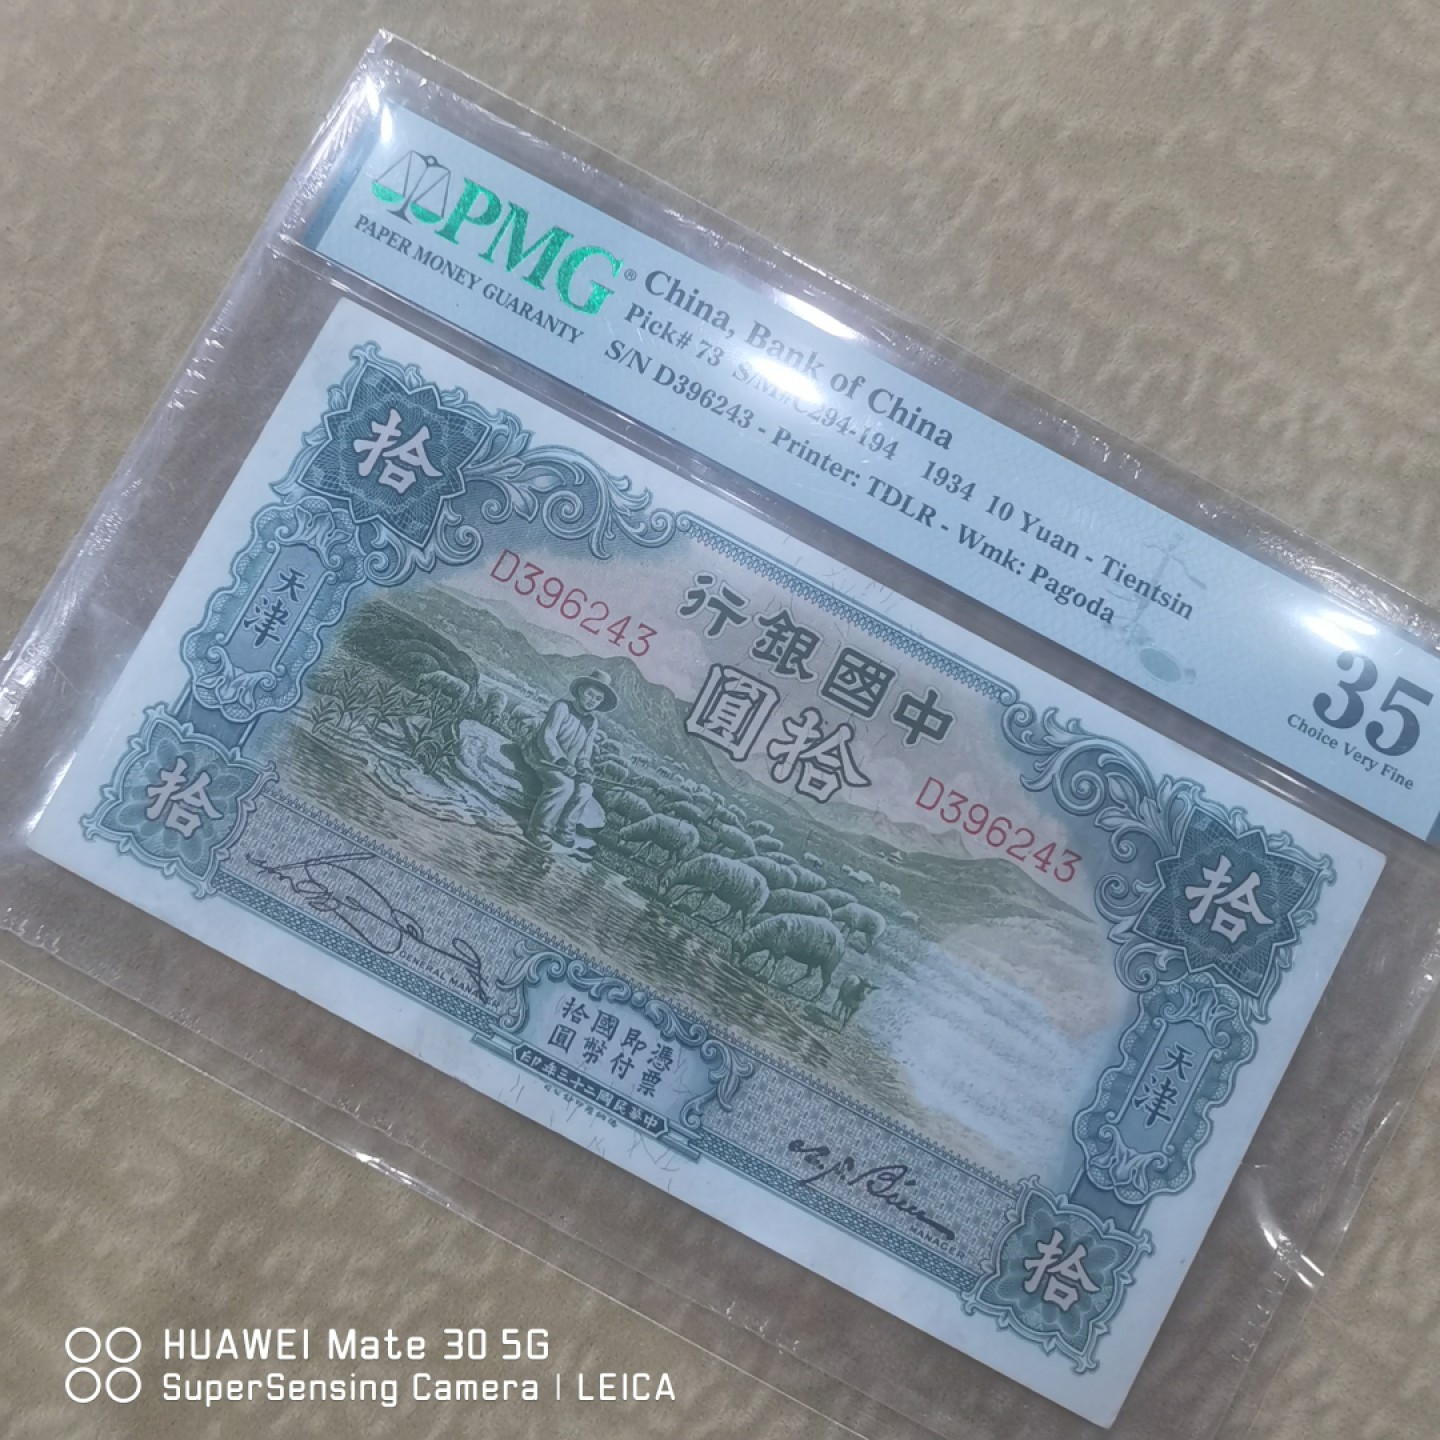 PMG®
PAPER MONEY GUARANTY
China, Bank of China
Pick# 73 S/M#C294-194 1934 10 Yuan - Tientsin
S/N D396243 - Printer: TDLR - Wmk: Pagoda
35
Choice Very Fine
拾
拾
天津
天津
D396243
行銀國中
圓拾
D396243
拾
拾
GENERAL MANAGER
憑票
即付
國幣
拾圓
印年三十二國民華中
MANAGER
HUAWEI Mate 30 5G
SuperSensing Camera | LEICA